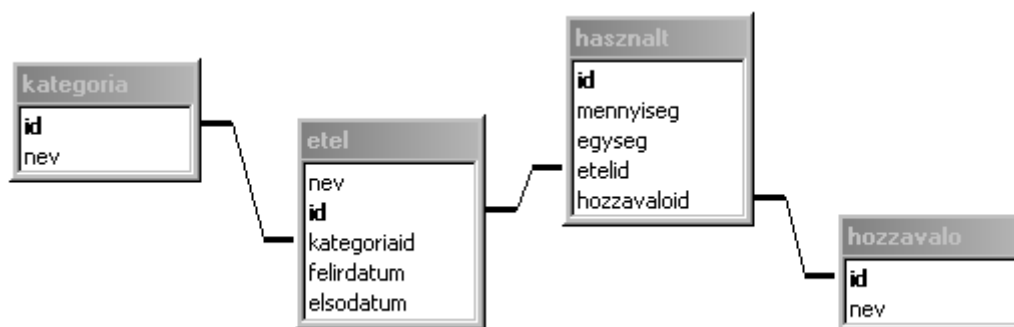 kategoria
id
nev
etel
nev
id
kategoriaid
felirdatum
elsodatum
hasznalt
id
mennyiseg
egyseg
etelid
hozzavaloid
hozzavalo
id
nev